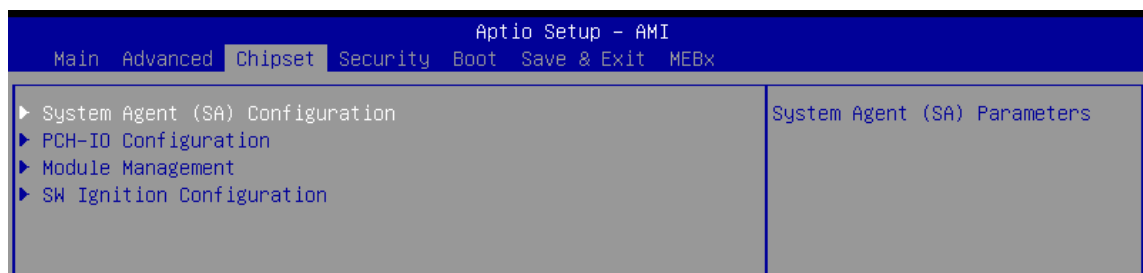 Aptio Setup – AMI
Main Advanced Chipset Security Boot Save & Exit MEBx
System Agent (SA) Configuration
PCH-IO Configuration
Module Management
SW Ignition Configuration
System Agent (SA) Parameters